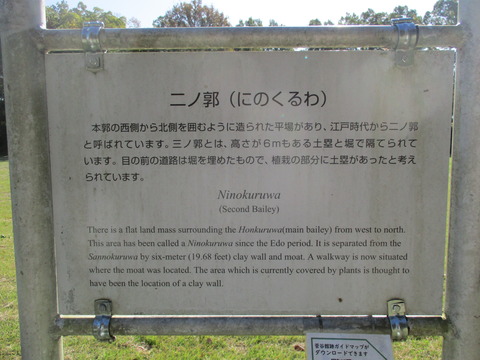 二ノ郭（にのくるわ）
本郭の西側から北側を囲むように造られた平場があり、江戸時代から二ノ郭
と呼ばれています。三ノ郭とは、高さが６ｍもある土塁と堀で隔てられて
います。目の前の道路は堀を埋めたもので、植栽の部分に土塁があったと考え
られています。
Ninokuruwa
(Second Bailey)
There is a flat land mass surrounding the Honkuruwa(main bailey) from west to north.
This area has been called a Ninokuruwa since the Edo period. It is separated from the
Sannokuruwa by six-meter (19.68 feet) clay wall and moat. A walkway is now situated
where the moat was located. The area which is currently covered by plants is thought to
have been the location of a clay wall.
菅谷館跡ガイドマップが
ダウンロードできます